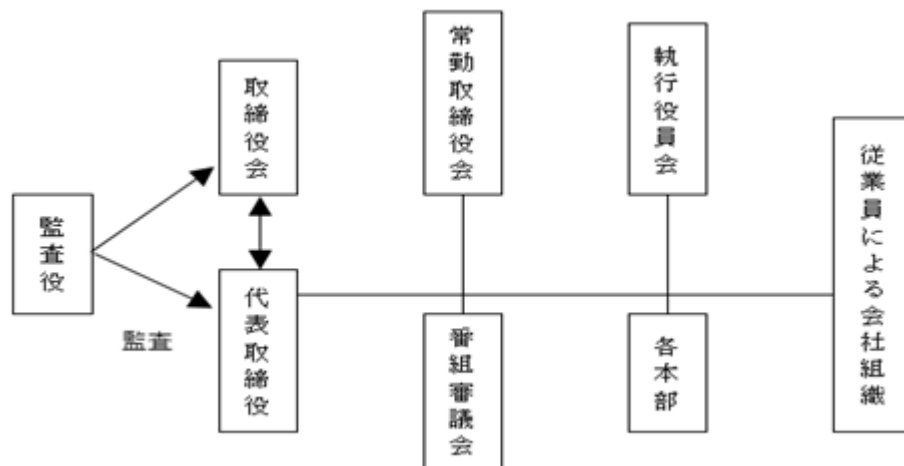 監査役
監査
取締役会
代表取締役
常勤取締役会
番組審議会
執行役員会
各本部
従業員による会社組織